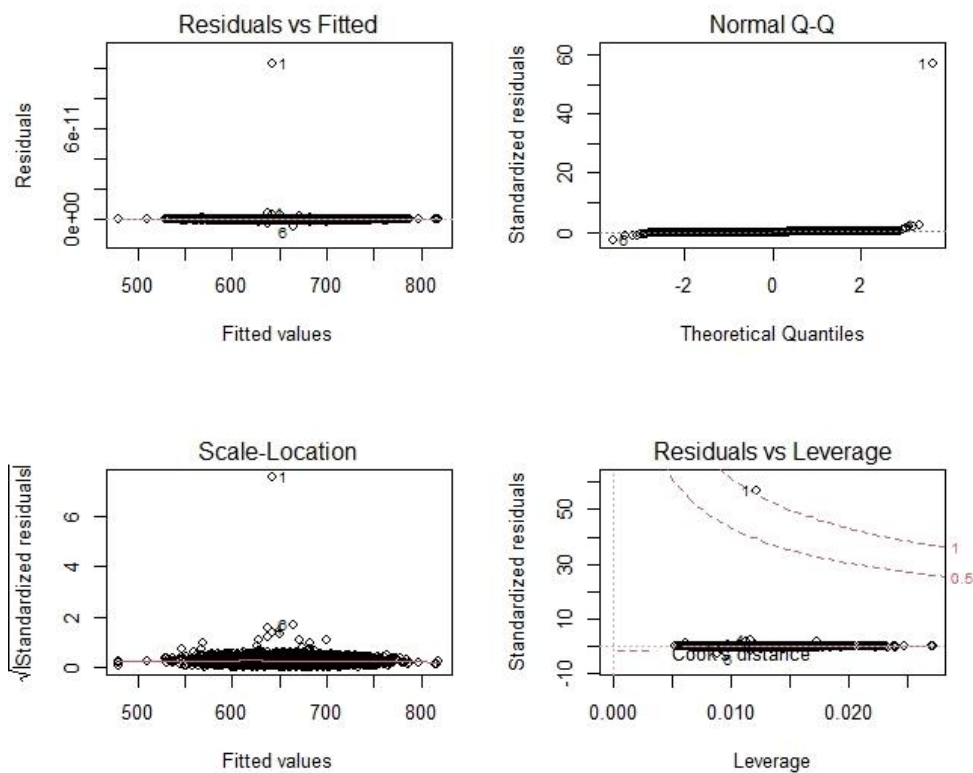 Residuals vs Fitted
Residuals
0e+00 6e-11
1
6
500 600 700 800
Fitted values
Normal Q-Q
Standardized residuals
0 20 40 60
1
6
-2 0 2
Theoretical Quantiles
Scale-Location
√|Standardized residuals
0 2 4 6
1
6
500 600 700 800
Fitted values
Residuals vs Leverage
Standardized residuals
-10 10 30 50
1
1
0.5
Cook's distance
0.000 0.010 0.020
Leverage